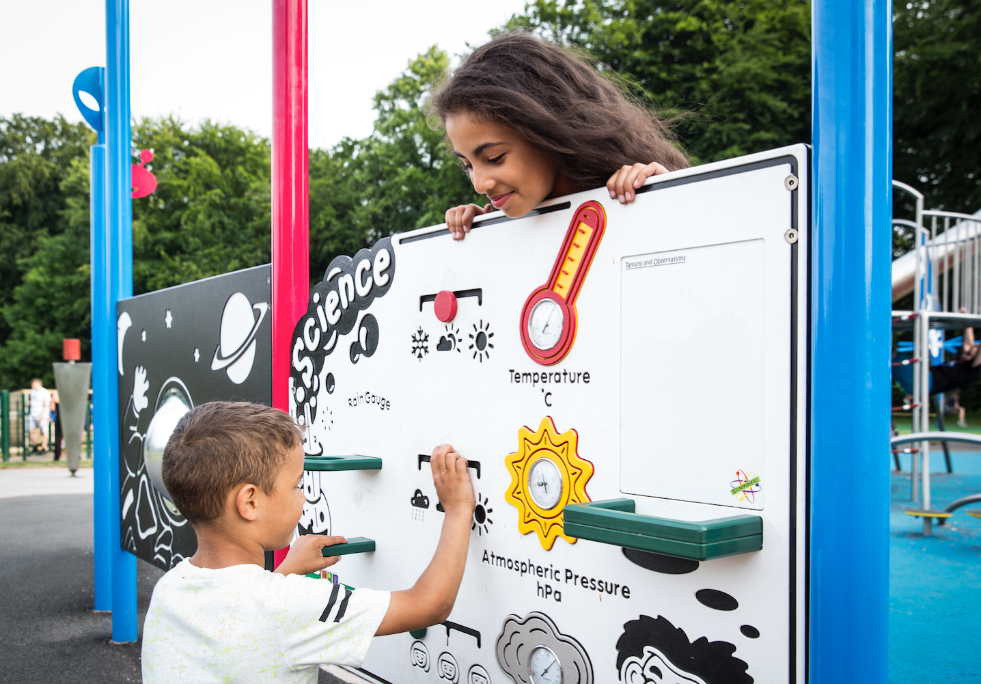 Science
Rain Gauge
Temperature
°C
Atmospheric Pressure
hPa